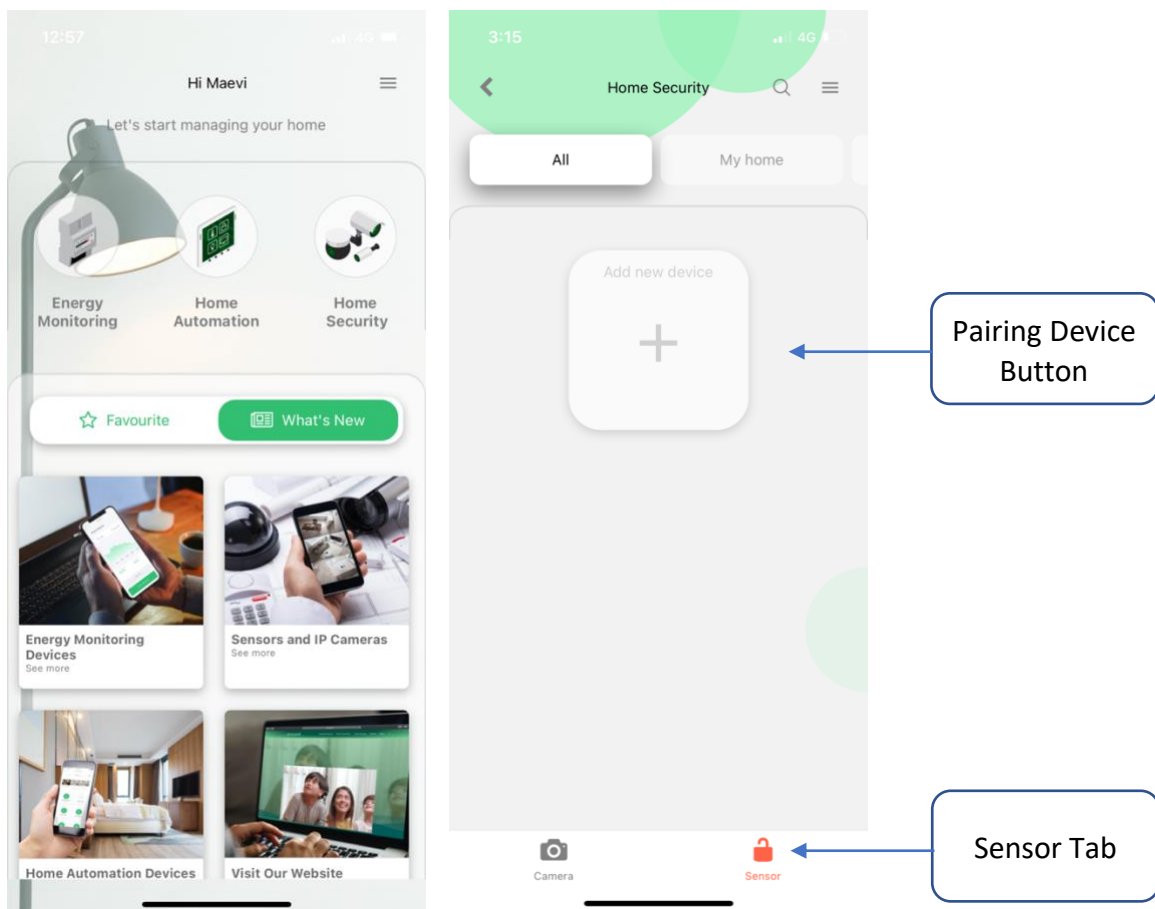 12:57
4G
Hi Maevi
Let's start managing your home
Energy
Monitoring
Home
Automation
Home
Security
Favourite
What's New
Energy Monitoring
Devices
See more
Sensors and IP Cameras
See more
Home Automation Devices
Visit Our Website
3:15
4G
Home Security
All
My home
Add new device
Camera
Sensor
Pairing Device
Button
Sensor Tab